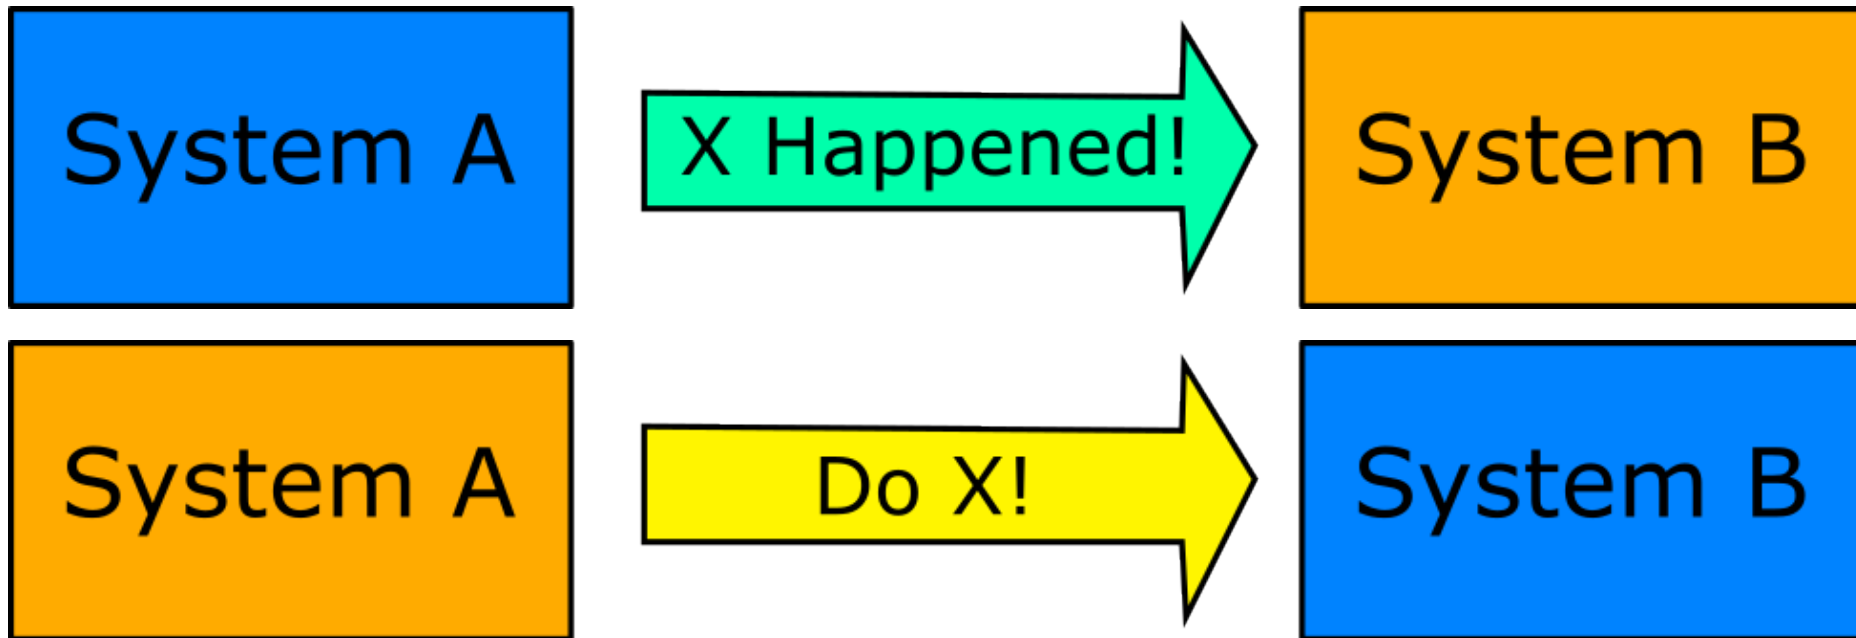 System A
X Happened!
System B
System A
Do X!
System B